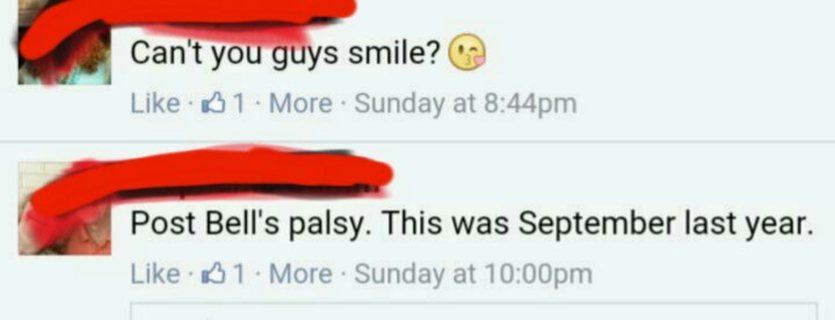 Can't you guys smile? 😘
Like · 1 · More · Sunday at 8:44pm
Post Bell's palsy. This was September last year.
Like · 1 · More · Sunday at 10:00pm